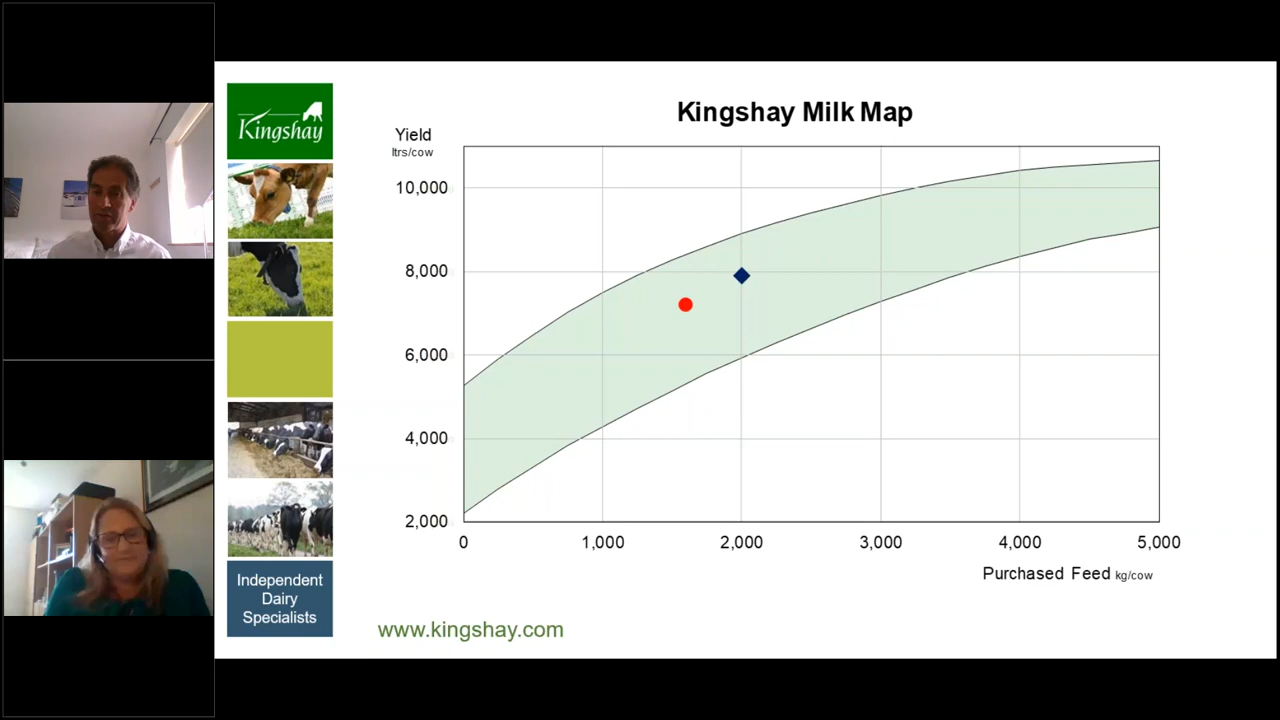 Kingshay
Independent
Dairy
Specialists
Kingshay Milk Map
Yield
ltrs/cow
10,000
8,000
6,000
4,000
2,000
0 1,000 2,000 3,000 4,000 5,000
Purchased Feed kg/cow
www.kingshay.com